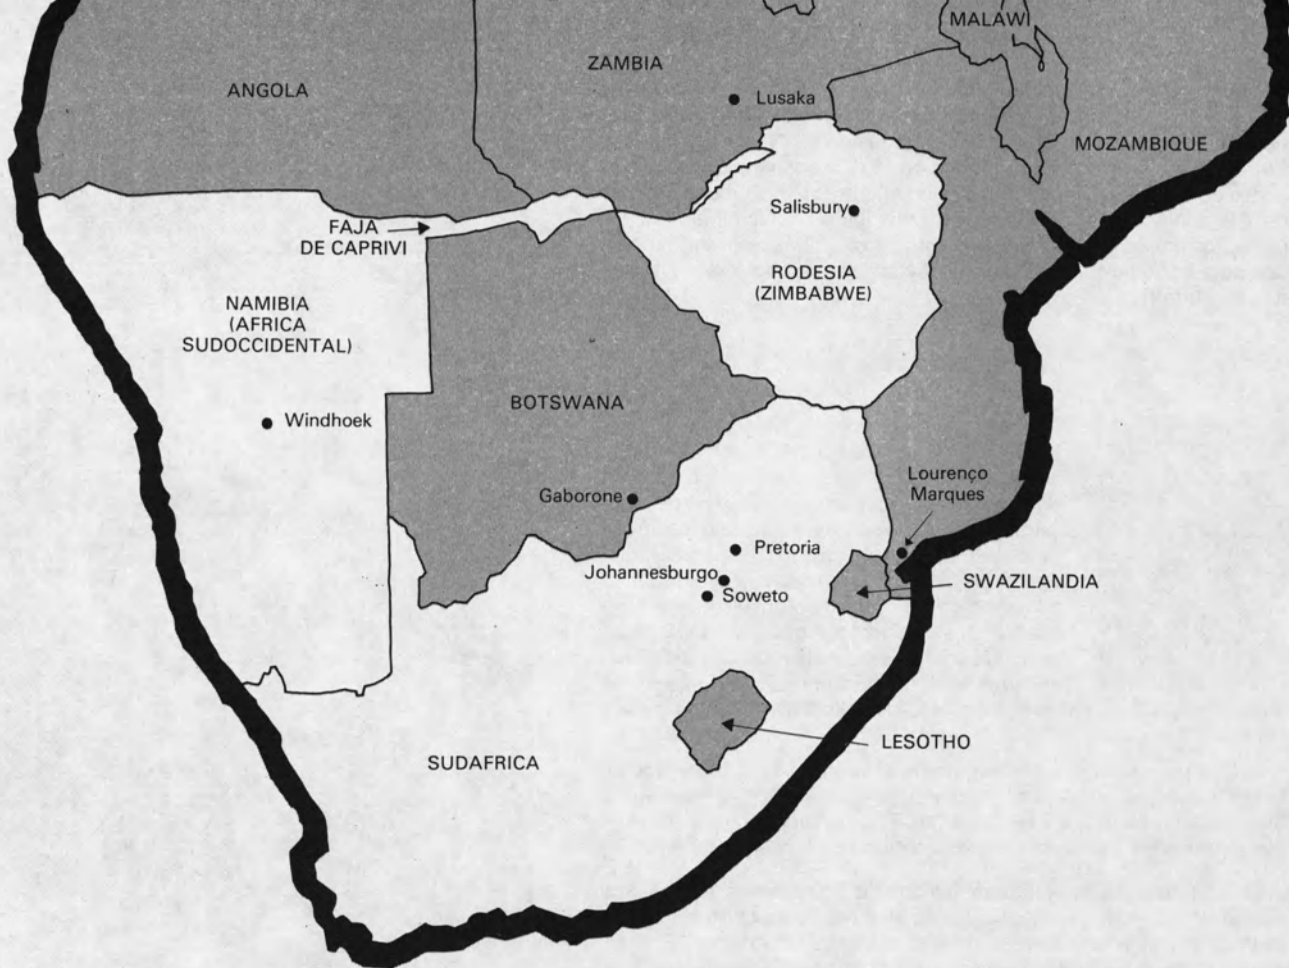 MALAWI
ZAMBIA
ANGOLA
Lusaka
MOZAMBIQUE
Salisbury
FAJA
DE CAPRIVI
RODESIA
(ZIMBABWE)
NAMIBIA
(AFRICA
SUDOCCIDENTAL)
BOTSWANA
Windhoek
Lourenço
Marques
Gaborone
Pretoria
Johannesburgo
SWAZILANDIA
Soweto
LESOTHO
SUDAFRICA